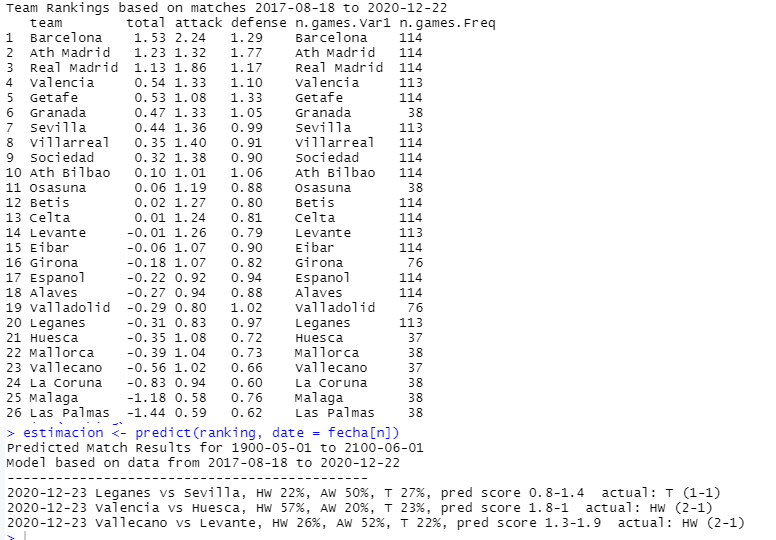 Team Rankings based on matches 2017-08-18 to 2020-12-22
team total attack defense n.games.Var1 n.games.Freq
1 Barcelona 1.53 2.24 1.29 Barcelona 114
2 Ath Madrid 1.23 1.32 1.77 Ath Madrid 114
3 Real Madrid 1.13 1.86 1.17 Real Madrid 114
4 Valencia 0.54 1.33 1.10 Valencia 113
5 Getafe 0.53 1.08 1.33 Getafe 114
6 Granada 0.47 1.33 1.05 Granada 38
7 Sevilla 0.44 1.36 0.99 Sevilla 113
8 Villarreal 0.35 1.40 0.91 Villarreal 114
9 Sociedad 0.32 1.38 0.90 Sociedad 114
10 Ath Bilbao 0.10 1.01 1.06 Ath Bilbao 114
11 Osasuna 0.06 1.19 0.88 Osasuna 38
12 Betis 0.02 1.27 0.80 Betis 114
13 Celta 0.01 1.24 0.81 Celta 114
14 Levante -0.01 1.26 0.79 Levante 113
15 Eibar -0.06 1.07 0.90 Eibar 114
16 Girona -0.18 1.07 0.82 Girona 76
17 Espanol -0.22 0.92 0.94 Espanol 114
18 Alaves -0.27 0.94 0.88 Alaves 114
19 Valladolid -0.29 0.80 1.02 Valladolid 76
20 Leganes -0.31 0.83 0.97 Leganes 113
21 Huesca -0.35 1.08 0.72 Huesca 37
22 Mallorca -0.39 1.04 0.73 Mallorca 38
23 Vallecano -0.56 1.02 0.66 Vallecano 37
24 La Coruna -0.83 0.94 0.60 La Coruna 38
25 Malaga -1.18 0.58 0.76 Malaga 38
26 Las Palmas -1.44 0.59 0.62 Las Palmas 38
> estimacion <- predict(ranking, date = fecha[n])
Predicted Match Results for 1900-05-01 to 2100-06-01
Model based on data from 2017-08-18 to 2020-12-22
---------------------------------------------
2020-12-23 Leganes vs Sevilla, HW 22%, AW 50%, T 27%, pred score 0.8-1.4 actual: T (1-1)
2020-12-23 Valencia vs Huesca, HW 57%, AW 20%, T 23%, pred score 1.8-1 actual: HW (2-1)
2020-12-23 Vallecano vs Levante, HW 26%, AW 52%, T 22%, pred score 1.3-1.9 actual: HW (2-1)
>